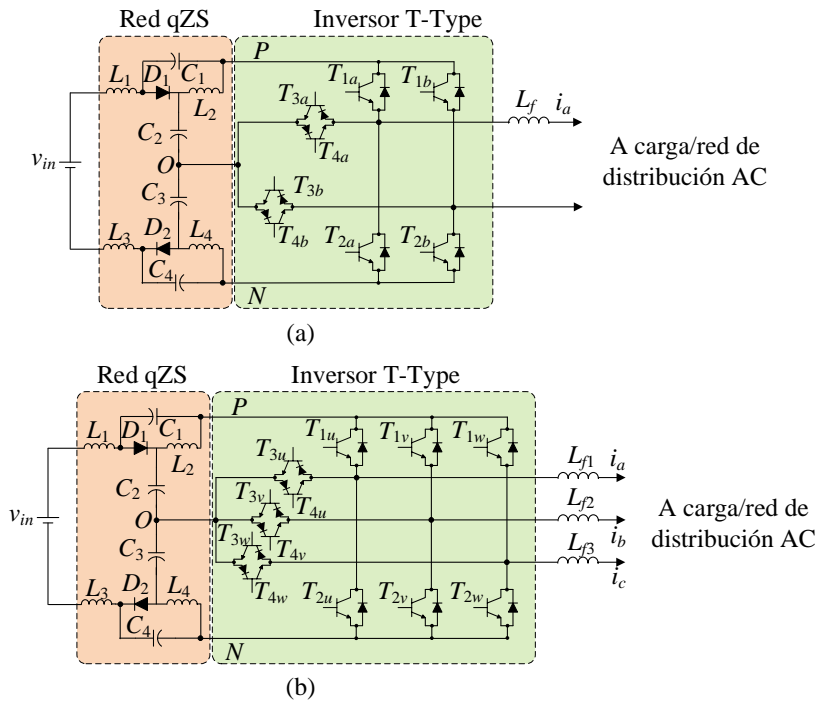 Red qZS
Inversor T-Type
P
L1
D1
C1
L2
T1a
T1b
T3a
Lf
ia
C2
T4a
vin
O
A carga/red de
distribución AC
C3
T3b
L3
D2
L4
T4b
T2a
T2b
C4
N
(a)
Red qZS
Inversor T-Type
P
L1
D1
C1
L2
T1u
T1v
T1w
T3u
Lf1
ia
C2
T3v
T4u
Lf2
vin
O
A carga/red de
distribución AC
T3w
ib
C3
T4v
Lf3
L3
D2
L4
T4w
ic
T2u
T2v
T2w
C4
N
(b)